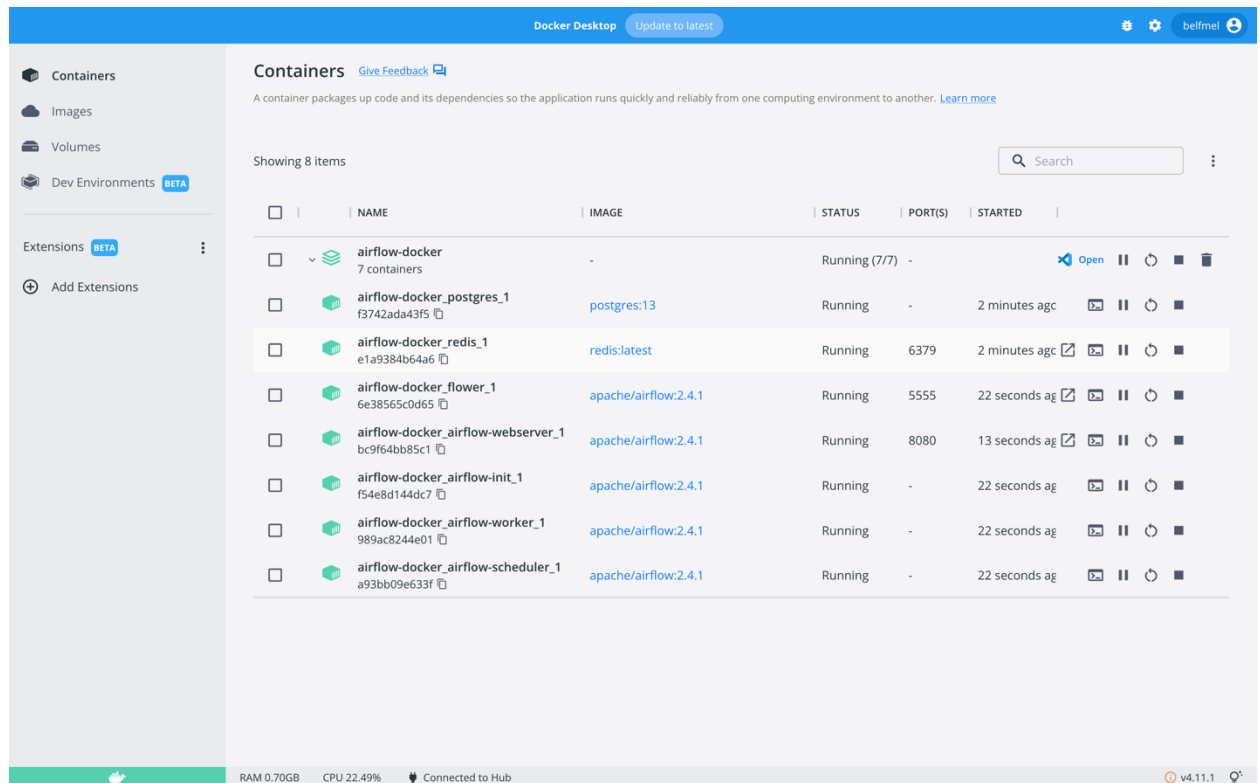 Docker Desktop Update to latest belfmel
Containers
Images
Volumes
Dev Environments BETA
Extensions BETA
Add Extensions
Containers Give Feedback
A container packages up code and its dependencies so the application runs quickly and reliably from one computing environment to another. Learn more
Showing 8 items Search
NAME IMAGE STATUS PORT(S) STARTED
airflow-docker
7 containers
- Running (7/7) - Open
airflow-docker_postgres_1
f3742ada43f5
postgres:13 Running - 2 minutes agc
airflow-docker_redis_1
e1a9384b64a6
redis:latest Running 6379 2 minutes agc
airflow-docker_flower_1
6e38565c0d65
apache/airflow:2.4.1 Running 5555 22 seconds ag
airflow-docker_airflow-webserver_1
bc9f64bb85c1
apache/airflow:2.4.1 Running 8080 13 seconds ag
airflow-docker_airflow-init_1
f54e8d144dc7
apache/airflow:2.4.1 Running - 22 seconds ag
airflow-docker_airflow-worker_1
989ac8244e01
apache/airflow:2.4.1 Running - 22 seconds ag
airflow-docker_airflow-scheduler_1
a93bb09e633f
apache/airflow:2.4.1 Running - 22 seconds ag
RAM 0.70GB CPU 22.49% Connected to Hub v4.11.1